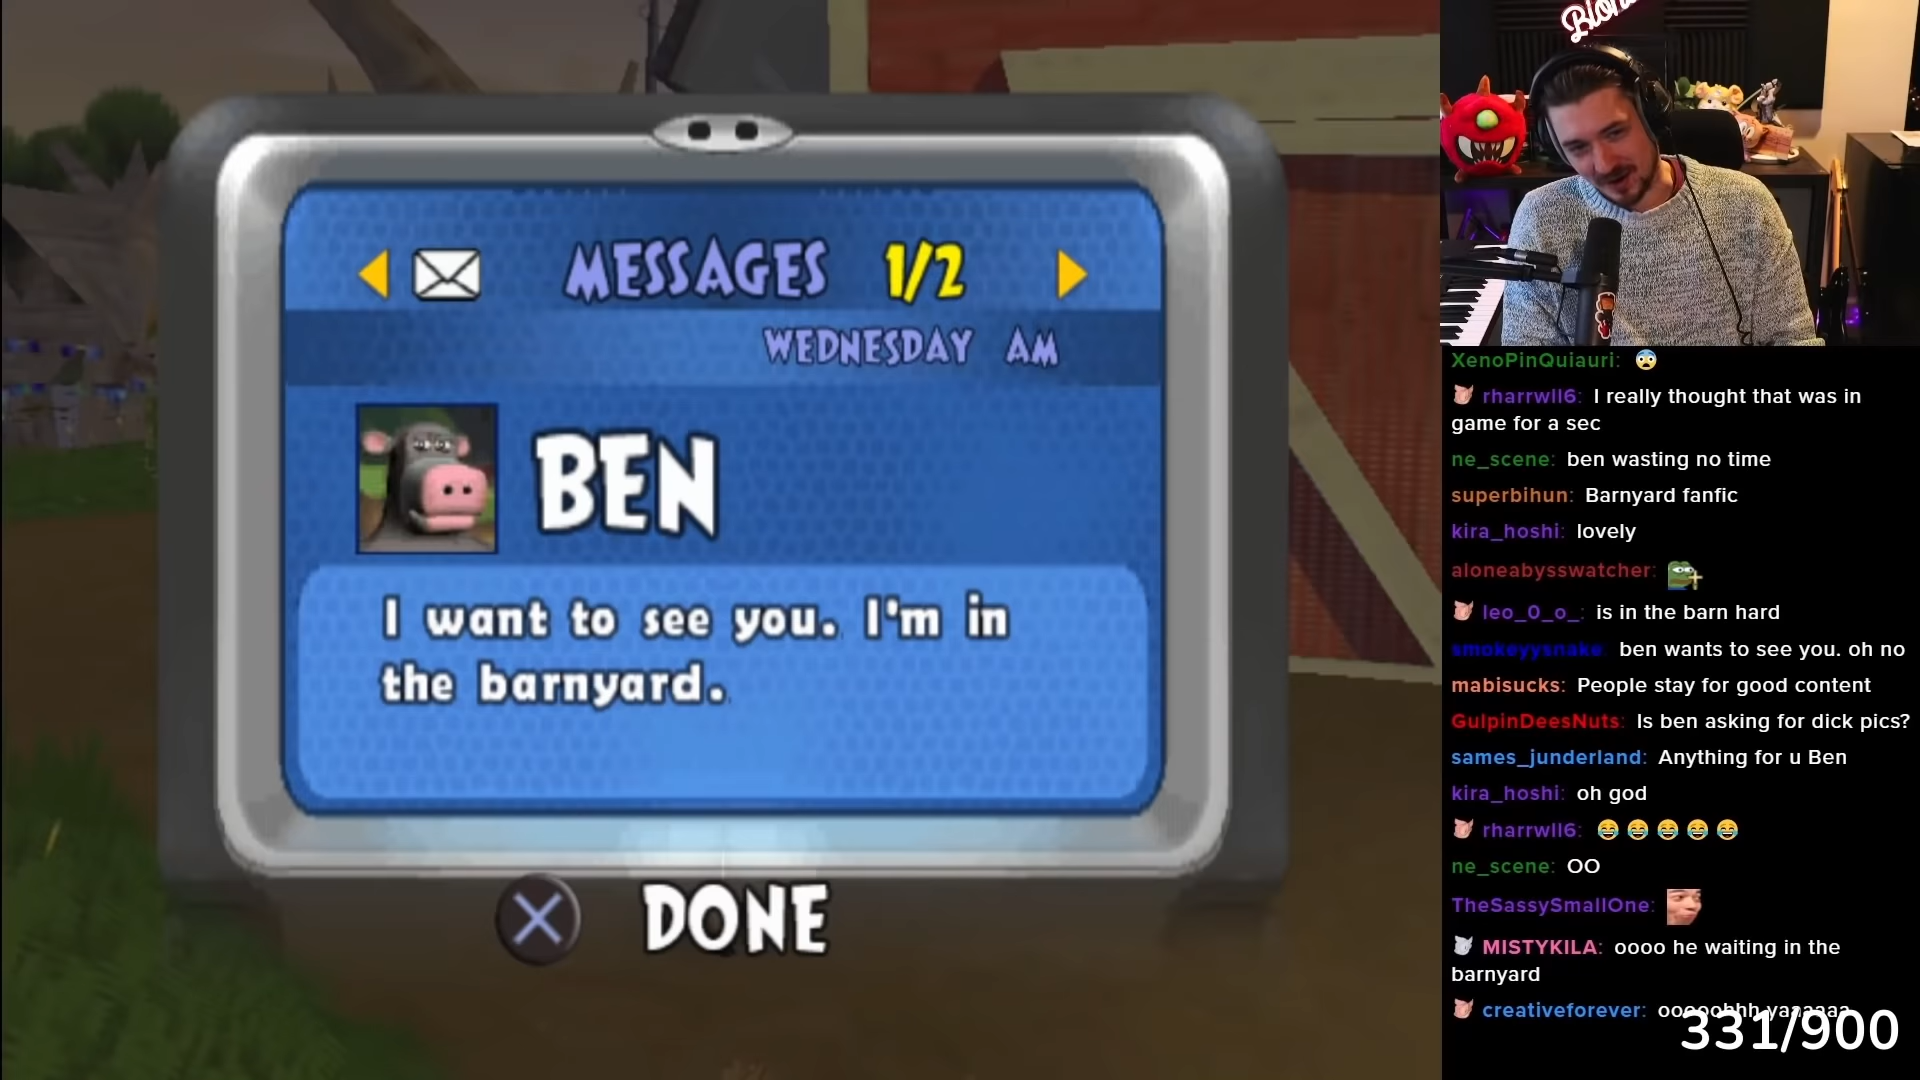 MESSAGES 1/2
WEDNESDAY AM
BEN
I want to see you. I'm in
the barnyard.
DONE
XenoPinQuiauri:
rharrwll6: I really thought that was in
game for a sec
ne_scene: ben wasting no time
superbihun: Barnyard fanfic
kira_hoshi: lovely
aloneabysswatcher:
leo_0_o_: is in the barn hard
smokeyysnake: ben wants to see you. oh no
mabisucks: People stay for good content
GulpinDeesNuts: Is ben asking for dick pics?
sames_junderland: Anything for u Ben
kira_hoshi: oh god
rharrwll6: 😂 😂 😂 😂 😂
ne_scene: OO
TheSassySmallOne:
MISTYKILA: oooo he waiting in the
barnyard
creativeforever:
331/900